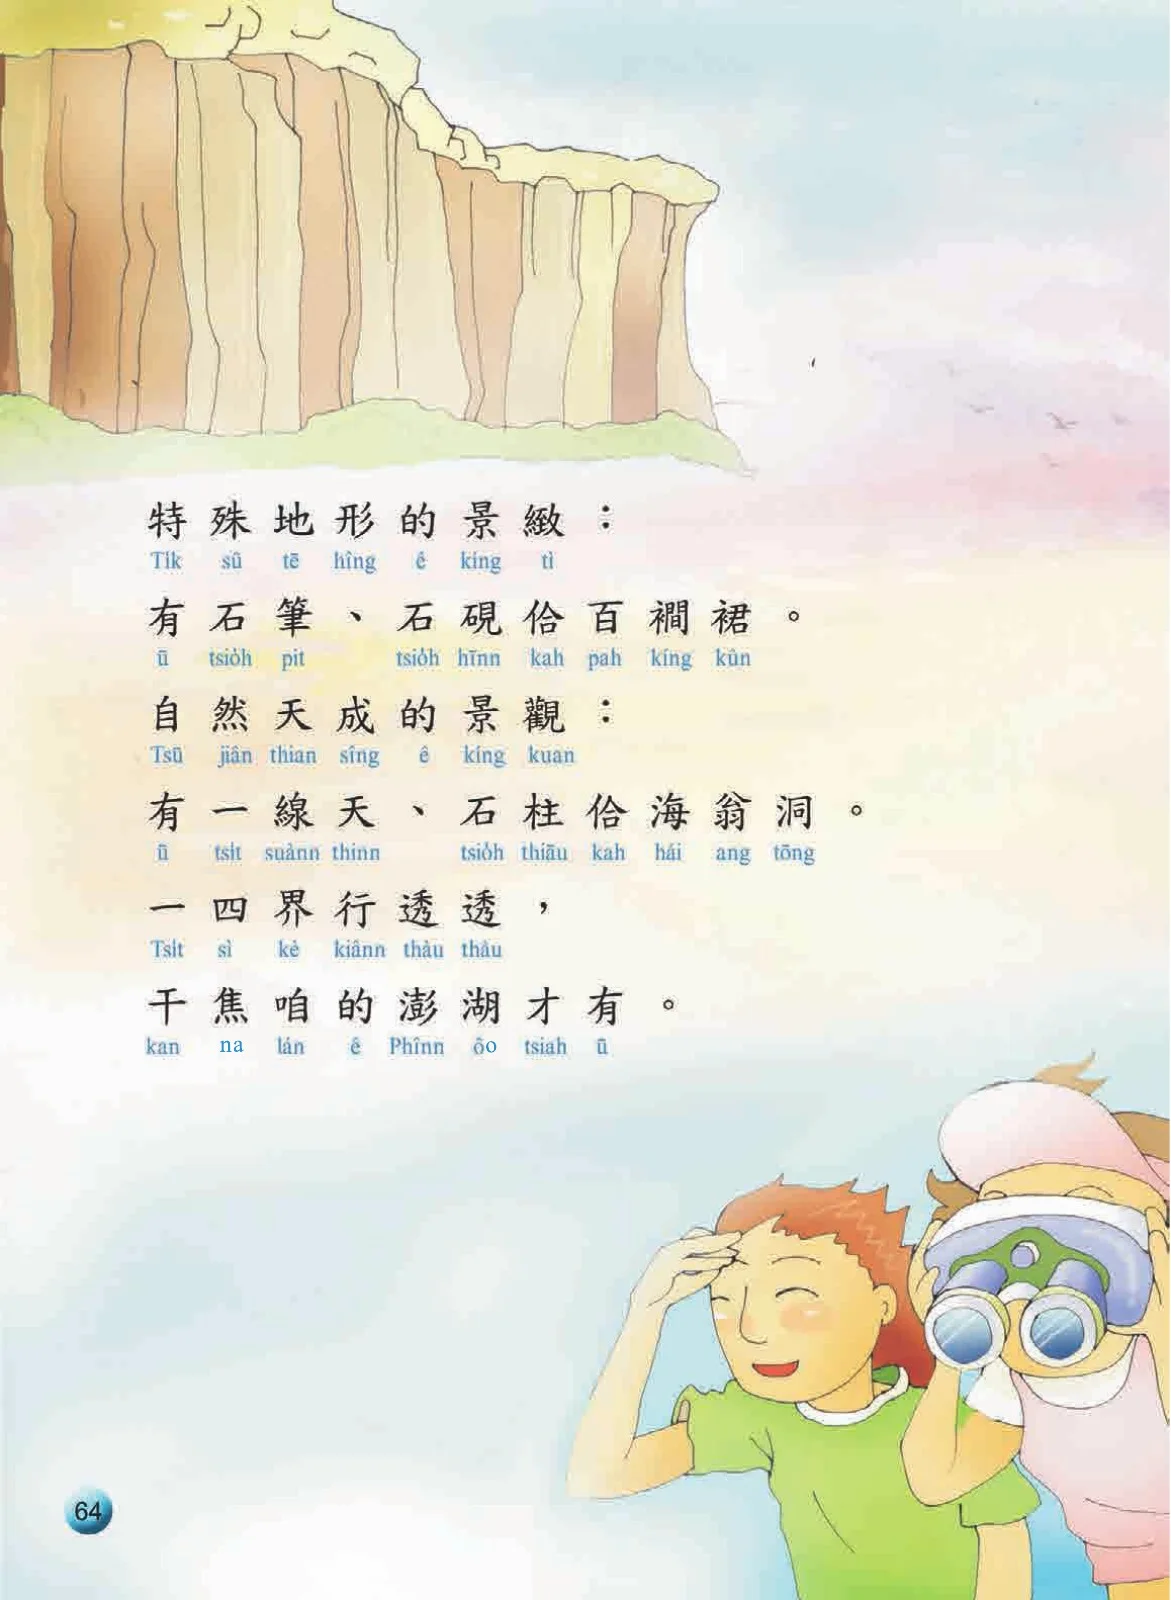 特殊地形的景緻：
Ti̍k sû tē hîng ê kíng tì
有石筆、石硯佮百襉裙。
ū tsio̍h pit tsio̍h hīnn kah pah kíng kûn
自然天成的景觀：
Tsū jiân thian sîng ê kíng kuan
有一線天、石柱佮海翁洞。
ū tsi̍t suànn thinn tsio̍h thiāu kah hái ang tōng
一四界行透透，
Tsi̍t sì kè kiânn thàu thàu
干焦咱的澎湖才有。
kan na lán ê Phînn ôo tsiah ū
64